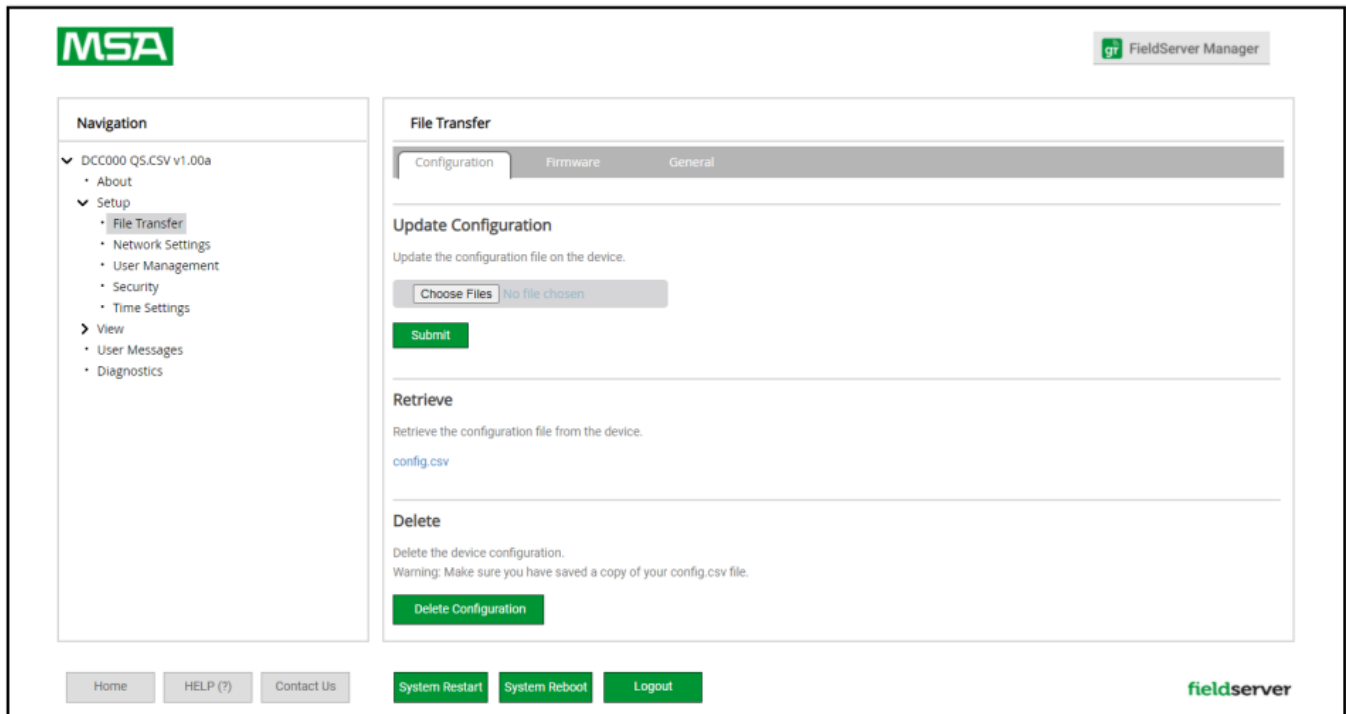 MSA
FieldServer Manager
Navigation
DCC000 QS.CSV v1.00a
About
Setup
File Transfer
Network Settings
User Management
Security
Time Settings
View
User Messages
Diagnostics
File Transfer
Configuration Firmware General
Update Configuration
Update the configuration file on the device.
Choose Files No file chosen
Submit
Retrieve
Retrieve the configuration file from the device.
config.csv
Delete
Delete the device configuration.
Warning: Make sure you have saved a copy of your config.csv file.
Delete Configuration
Home HELP (?) Contact Us System Restart System Reboot Logout
fieldserver